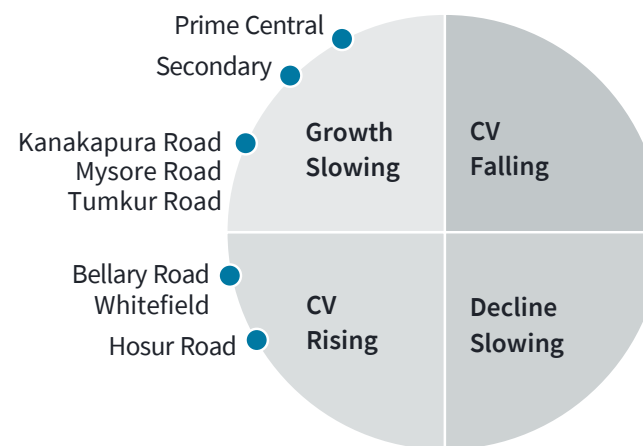 Prime Central
Secondary
Kanakapura Road
Mysore Road
Tumkur Road
Growth
Slowing
CV
Falling
Bellary Road
Whitefield
Hosur Road
CV
Rising
Decline
Slowing